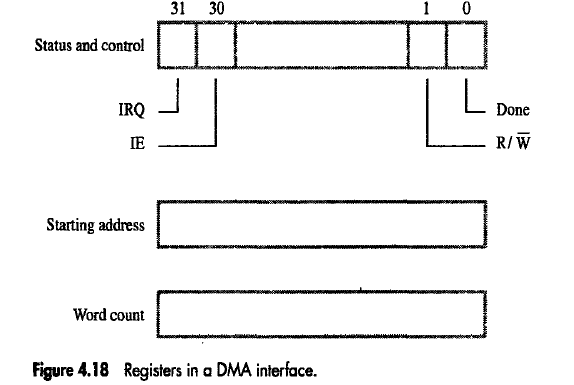 31 30 1 0
Status and control
IRQ Done
IE R/W̅
Starting address
Word count
Figure 4.18 Registers in a DMA interface.